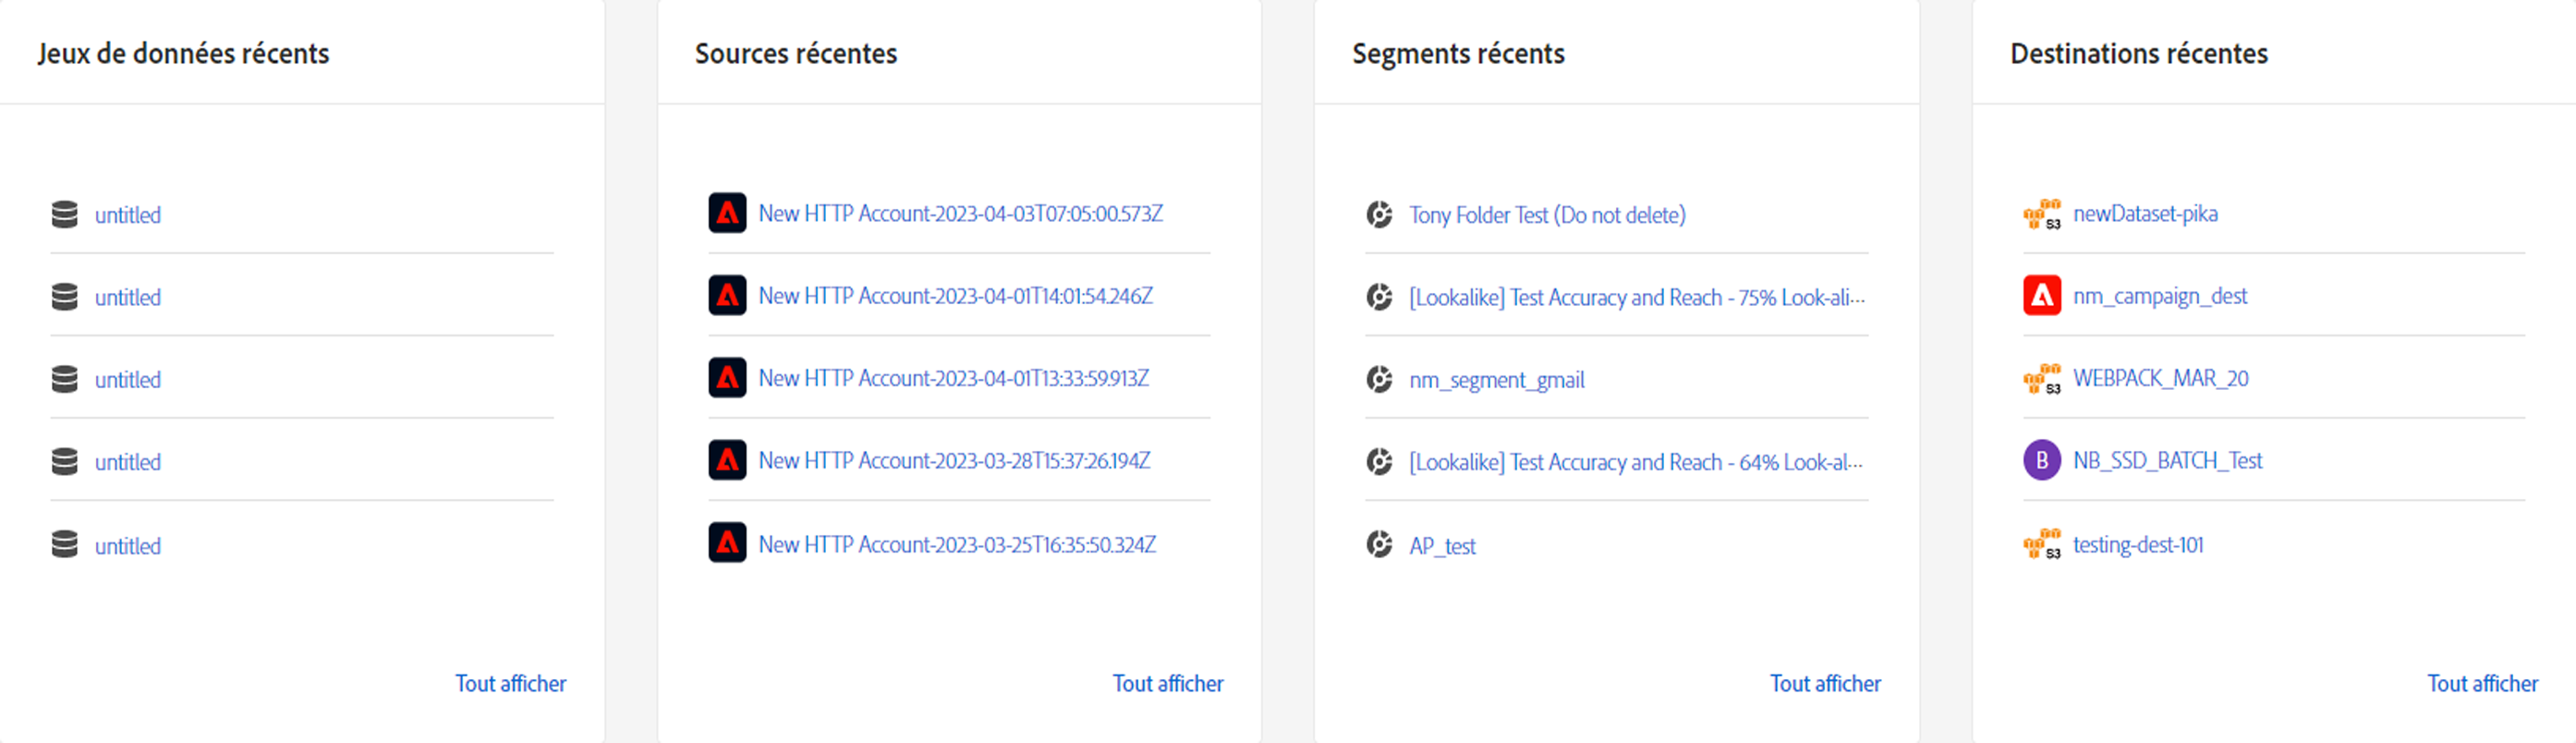 Jeux de données récents
untitled
untitled
untitled
untitled
untitled
Tout afficher
Sources récentes
New HTTP Account-2023-04-03T07:05:00.573Z
New HTTP Account-2023-04-01T14:01:54.246Z
New HTTP Account-2023-04-01T13:33:59.913Z
New HTTP Account-2023-03-28T15:37:26.194Z
New HTTP Account-2023-03-25T16:35:50.324Z
Tout afficher
Segments récents
Tony Folder Test (Do not delete)
[Lookalike] Test Accuracy and Reach - 75% Look-ali...
nm_segment_gmail
[Lookalike] Test Accuracy and Reach - 64% Look-al...
AP_test
Tout afficher
Destinations récentes
S3 newDataset-pika
nm_campaign_dest
S3 WEBPACK_MAR_20
B NB_SSD_BATCH_Test
S3 testing-dest-101
Tout afficher